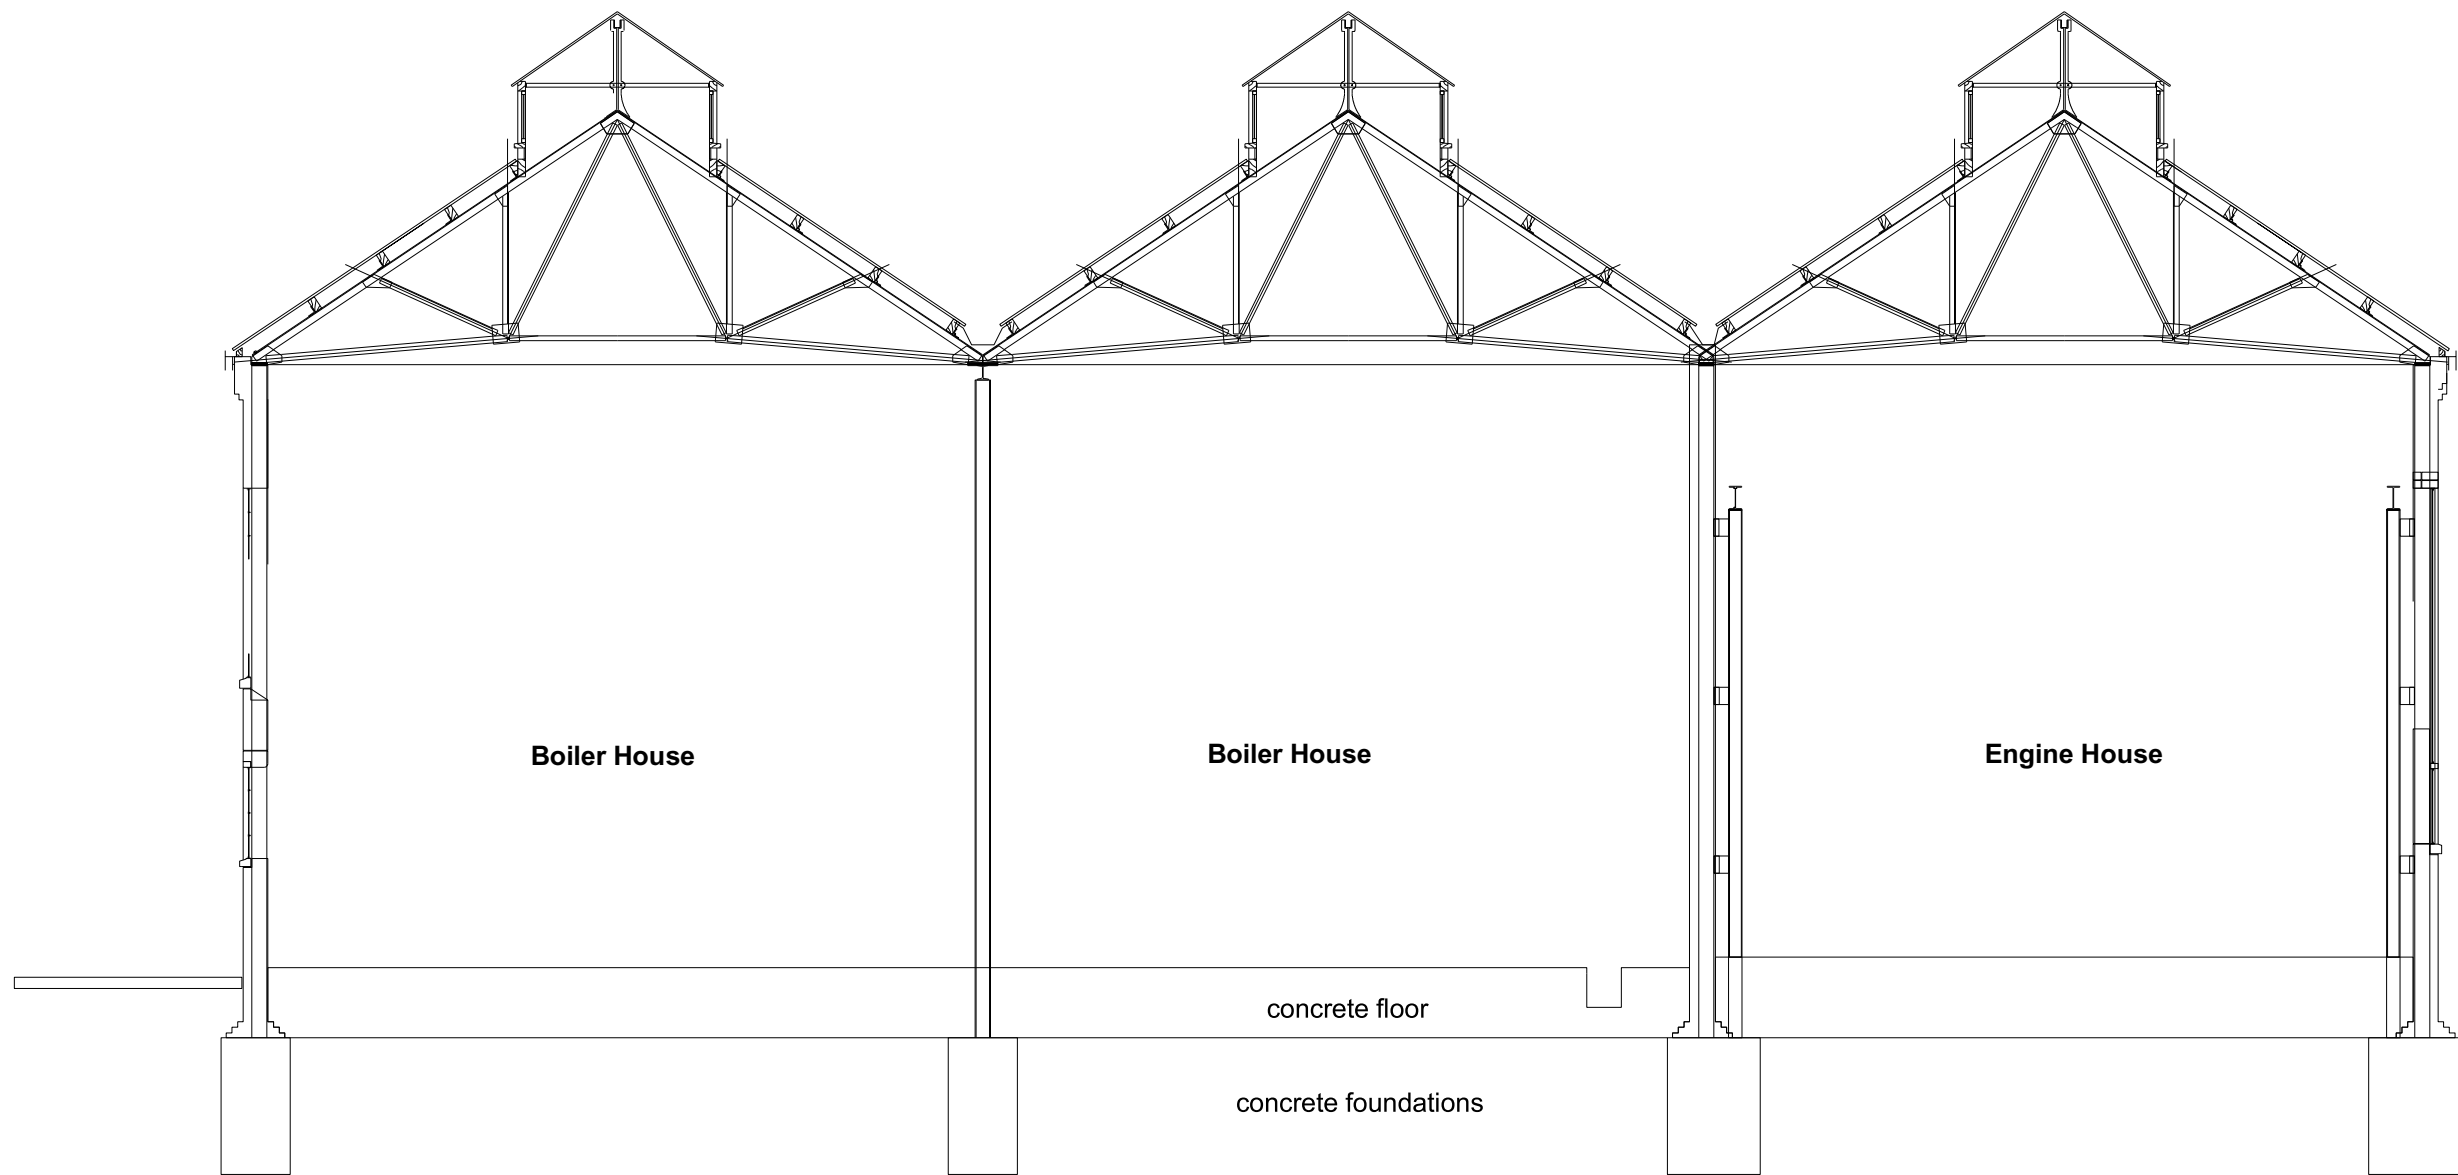 Boiler House
Boiler House
Engine House
concrete floor
concrete foundations